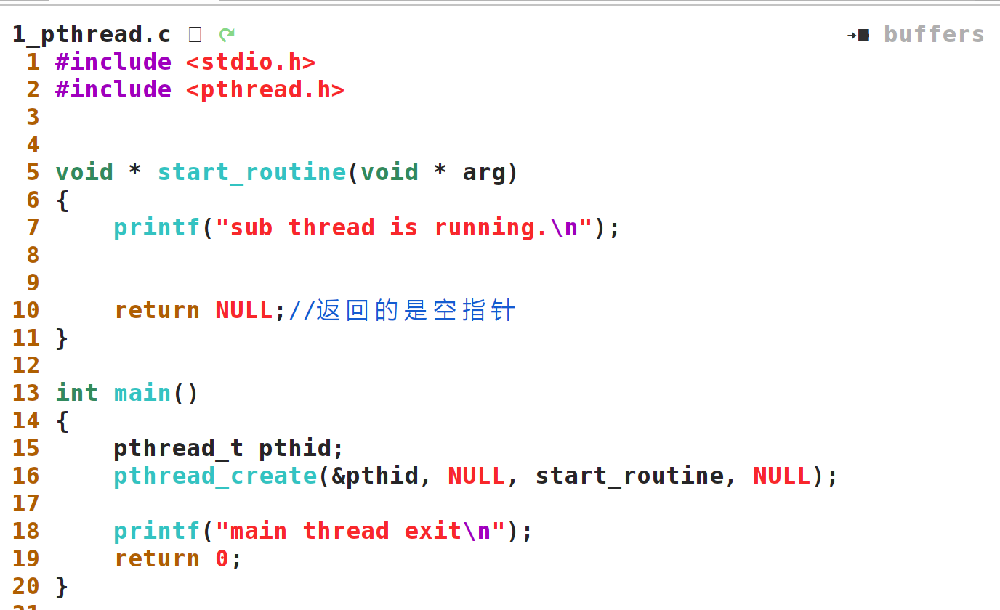 1_pthread.c buffers
1 #include <stdio.h>
2 #include <pthread.h>
3
4
5 void * start_routine(void * arg)
6 {
7     printf("sub thread is running.\n");
8
9
10     return NULL;//返回的是空指针
11 }
12
13 int main()
14 {
15     pthread_t pthid;
16     pthread_create(&pthid, NULL, start_routine, NULL);
17
18     printf("main thread exit\n");
19     return 0;
20 }
21